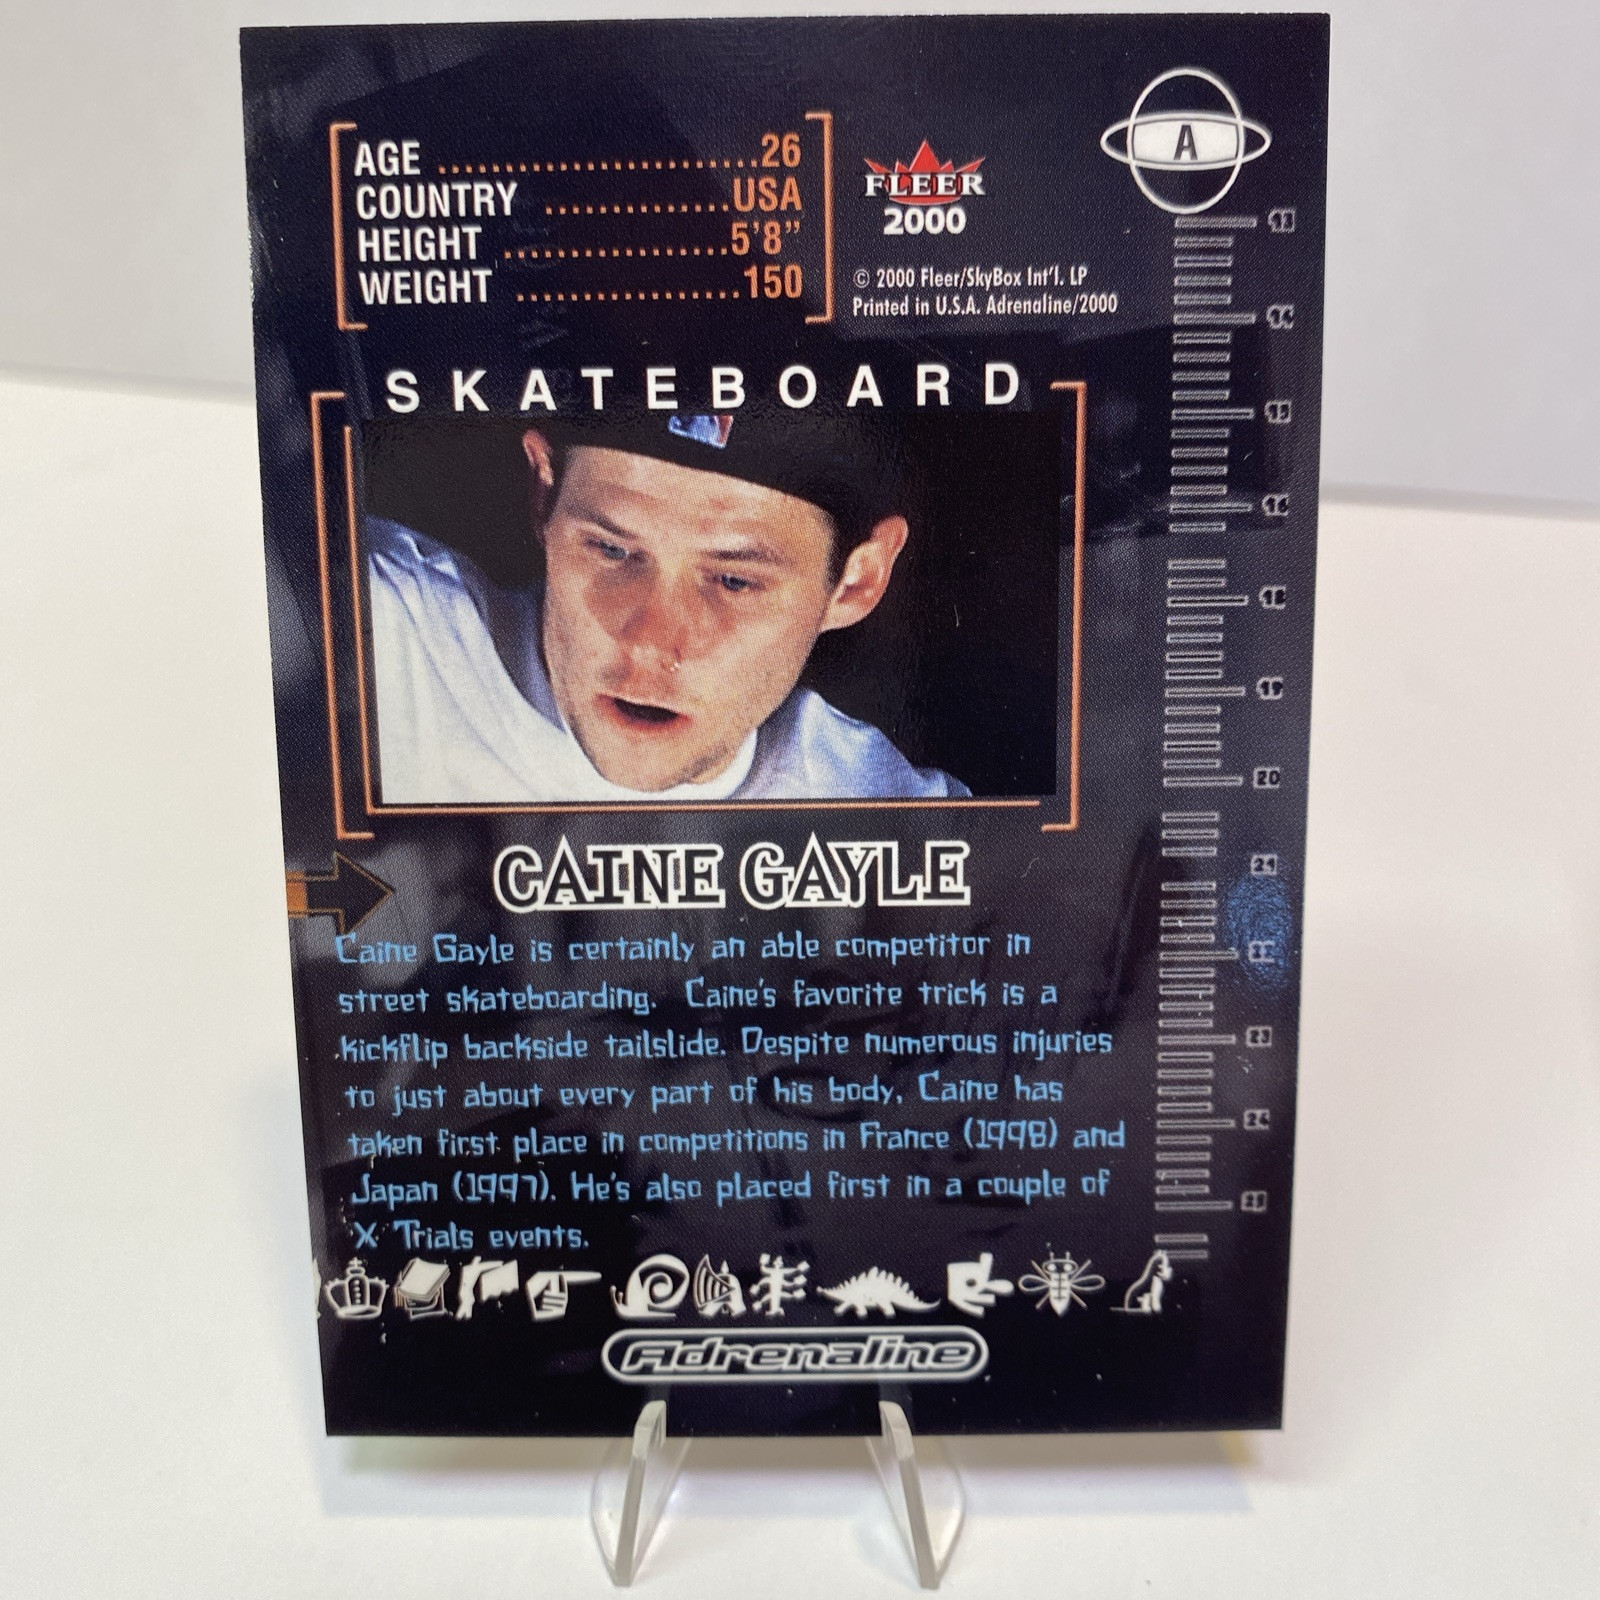 AGE ........................26
COUNTRY ..............USA
HEIGHT .................5'8"
WEIGHT .................150
FLEER
2000
© 2000 Fleer/SkyBox Int'l. LP
Printed in U.S.A. Adrenaline/2000
A
SKATEBOARD
CAINE GAYLE
Caine Gayle is certainly an able competitor in
street skateboarding. Caine's favorite trick is a
kickflip backside tailslide. Despite numerous injuries
to just about every part of his body, Caine has
taken first place in competitions in France (1998) and
Japan (1997). He's also placed first in a couple of
X Trials events.
Adrenaline
18
19
20